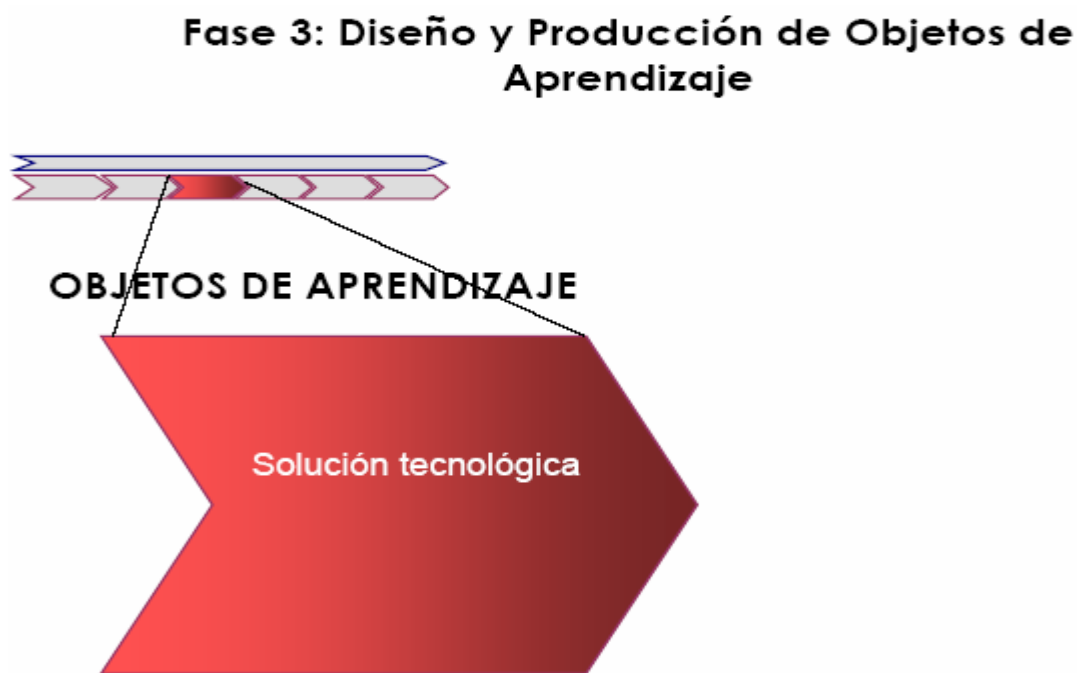 Fase 3: Diseño y Producción de Objetos de
Aprendizaje
OBJETOS DE APRENDIZAJE
Solución tecnológica